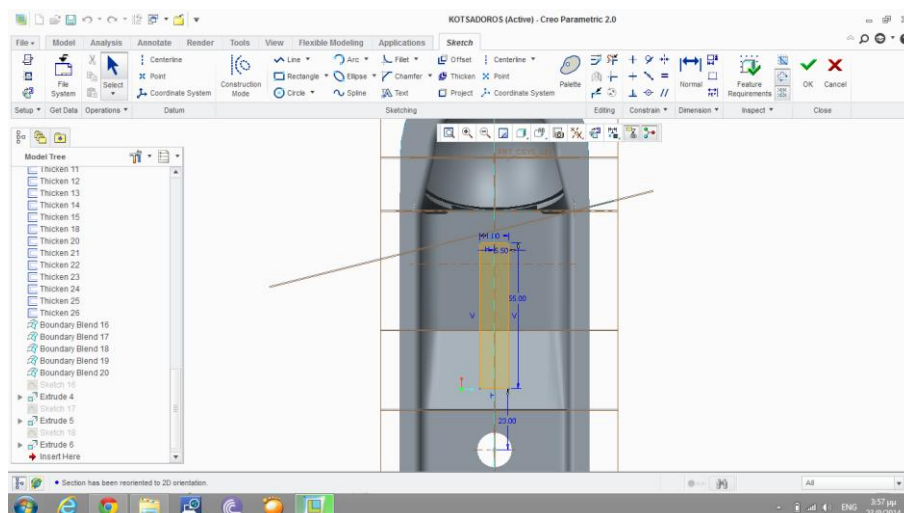 KOTSADOROS (Active) - Creo Parametric 2.0
File Model Analysis Annotate Render Tools View Flexible Modeling Applications Sketch
Centerline Line Arc Fillet Offset Centerline
File System Select Point Construction Mode Rectangle Ellipse Chamfer Thicken Point Palette Normal Feature Requirements OK Cancel
Coordinate System Circle Spline Text Project Coordinate System
Setup Get Data Operations Datum Sketching Editing Constrain Dimension Inspect Close
Model Tree
Thicken 11
Thicken 12
Thicken 13
Thicken 14
Thicken 15
Thicken 18
Thicken 20
Thicken 21
Thicken 22
Thicken 23
Thicken 24
Thicken 25
Thicken 26
Boundary Blend 16
Boundary Blend 17
Boundary Blend 18
Boundary Blend 19
Boundary Blend 20
Sketch 16
Extrude 4
Sketch 17
Extrude 5
Sketch 18
Extrude 6
Insert Here
5.50
55.00
V V
23.00
Section has been reoriented to 2D orientation.
All
ENG 3:57 μμ